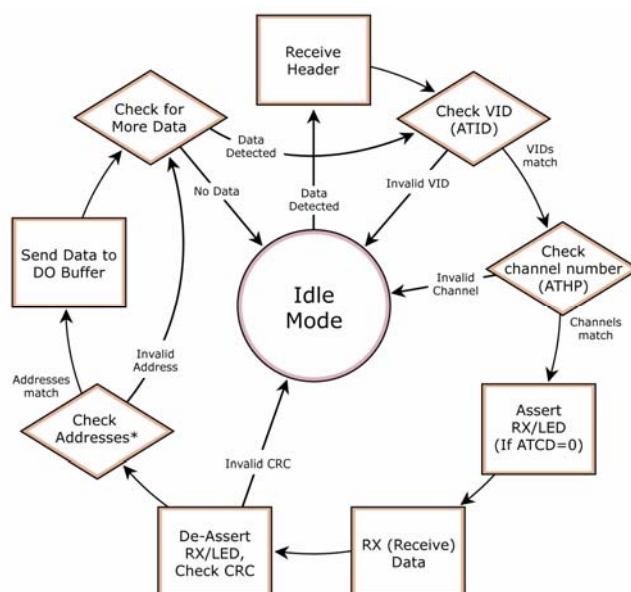 Receive
Header
Check for
More Data
Check VID
(ATID)
Data
Detected
VIDs
match
No Data
Data
Detected
Invalid VID
Send Data to
DO Buffer
Check
channel number
(ATHP)
Idle
Mode
Invalid
Channel
Channels
match
Invalid
Address
Addresses
match
Check
Addresses*
Assert
RX/LED
(If ATCD=0)
Invalid CRC
De-Assert
RX/LED,
Check CRC
RX (Receive)
Data